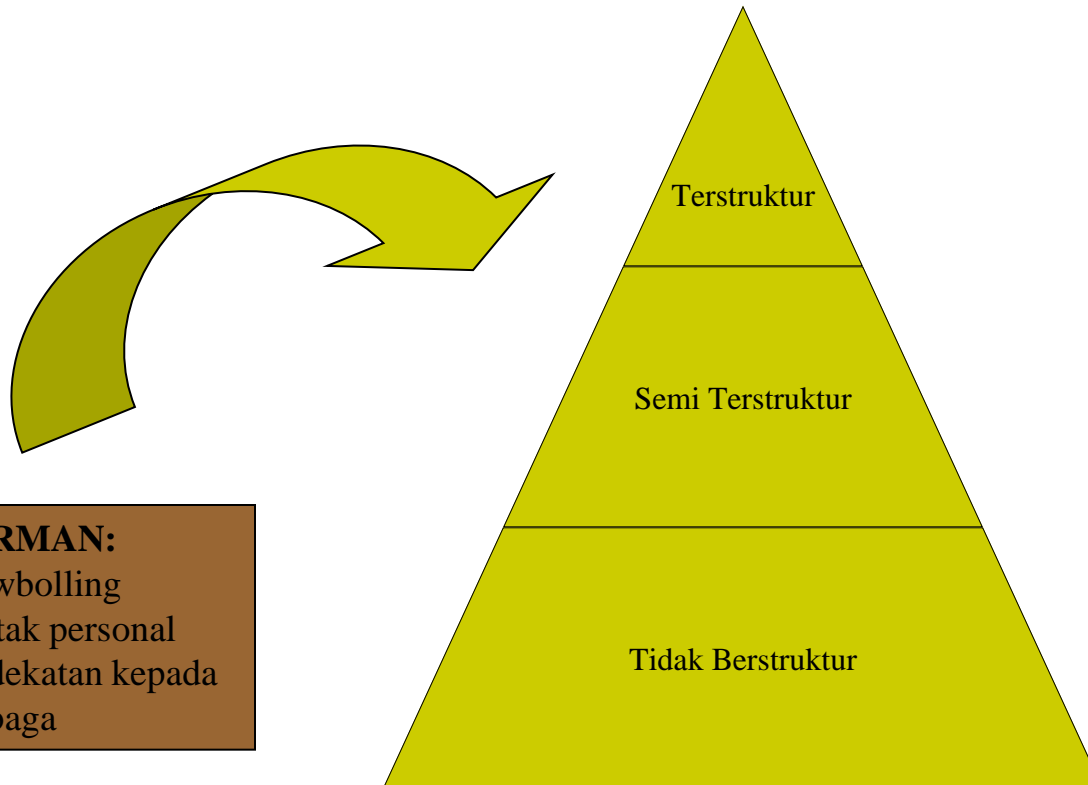 Terstruktur
Semi Terstruktur
Tidak Berstruktur
RMAN:
wbolling
tak personal
dekatan kepada
baga